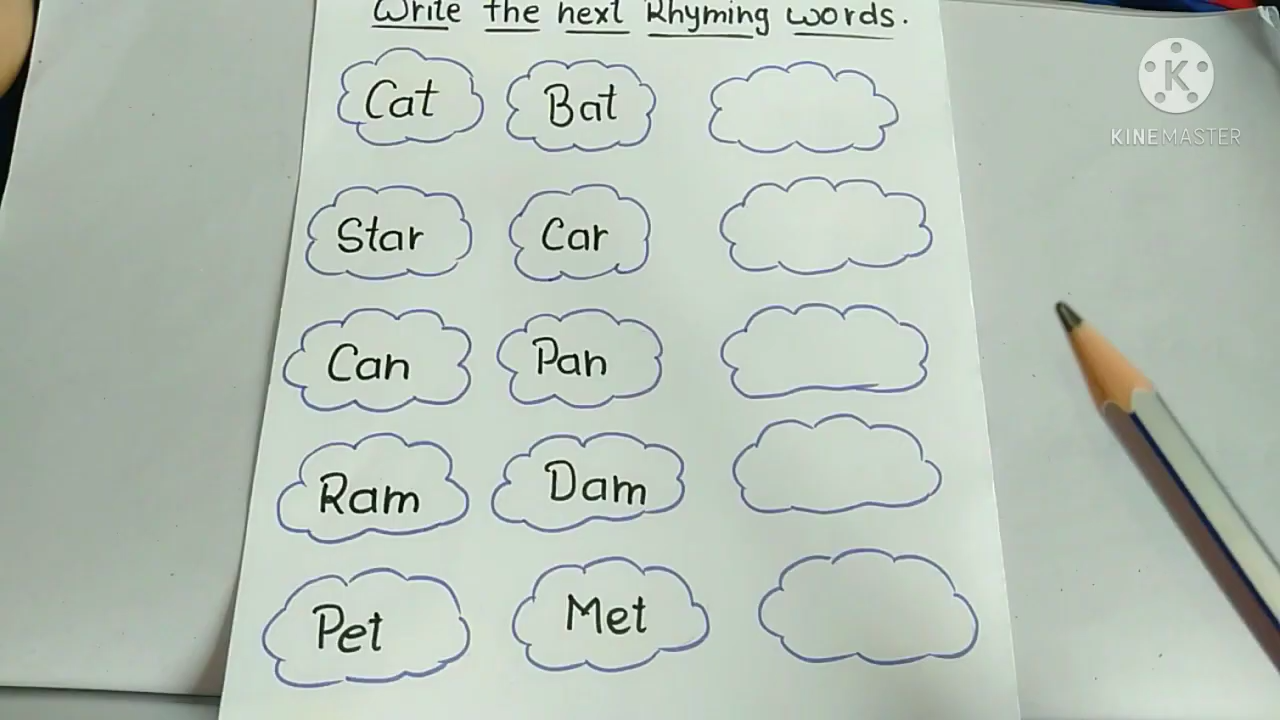 Write the next Rhyming words.
Cat Bat
Star Car
Can Pan
Ram Dam
Pet Met
K
KINEMASTER